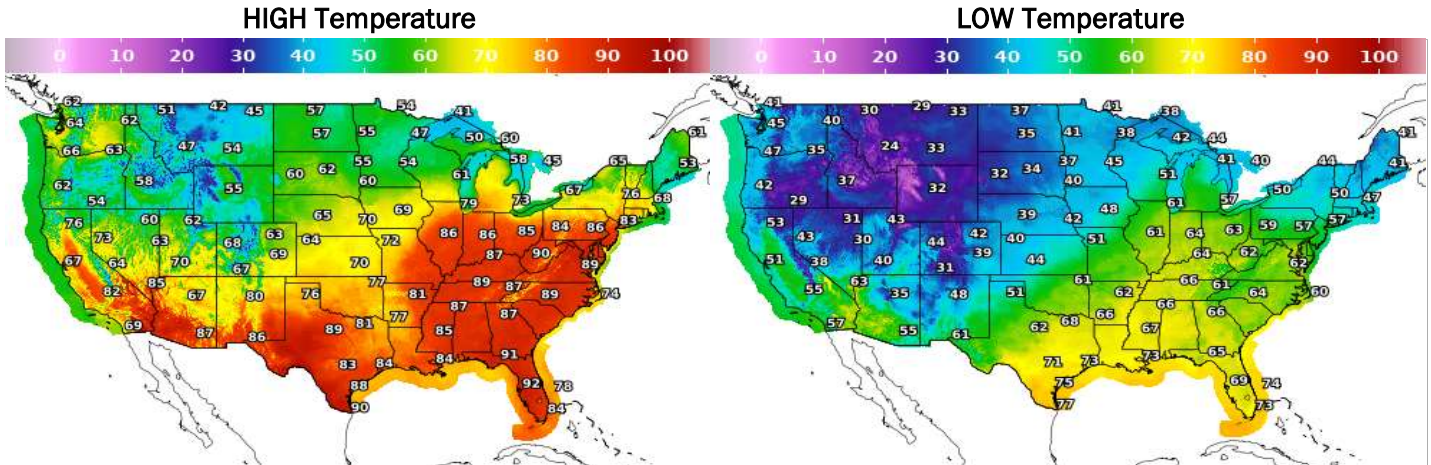 HIGH Temperature LOW Temperature
0 10 20 30 40 50 60 70 80 90 100 0 10 20 30 40 50 60 70 80 90 100
62 51 42 45 57 54 41 61 41 30 29 33 37 41 38 41
64 62 57 55 47 50 60 45 40 35 41 38 42 44
66 63 47 54 55 54 58 45 65 53 47 35 24 33 37 45 41 40 44 41
62 58 55 60 62 60 61 67 76 68 42 37 32 32 34 40 51 50 50 47
54 79 73 29 61 57
76 73 60 62 65 70 69 83 53 43 31 43 39 42 48 57
63 68 63 64 72 86 86 85 84 86 30 44 42 40 51 61 64 63 59 57
67 64 70 67 69 70 87 90 89 51 38 40 31 39 44 64 62 62
82 85 67 80 76 77 81 89 87 89 74 55 63 35 48 51 61 62 66 61 64 60
69 87 86 89 81 77 87 87 57 55 61 62 68 66 66 66
85 67
83 84 84 91 71 73 73 65
88 92 78 75 69 74
90 84 77 73